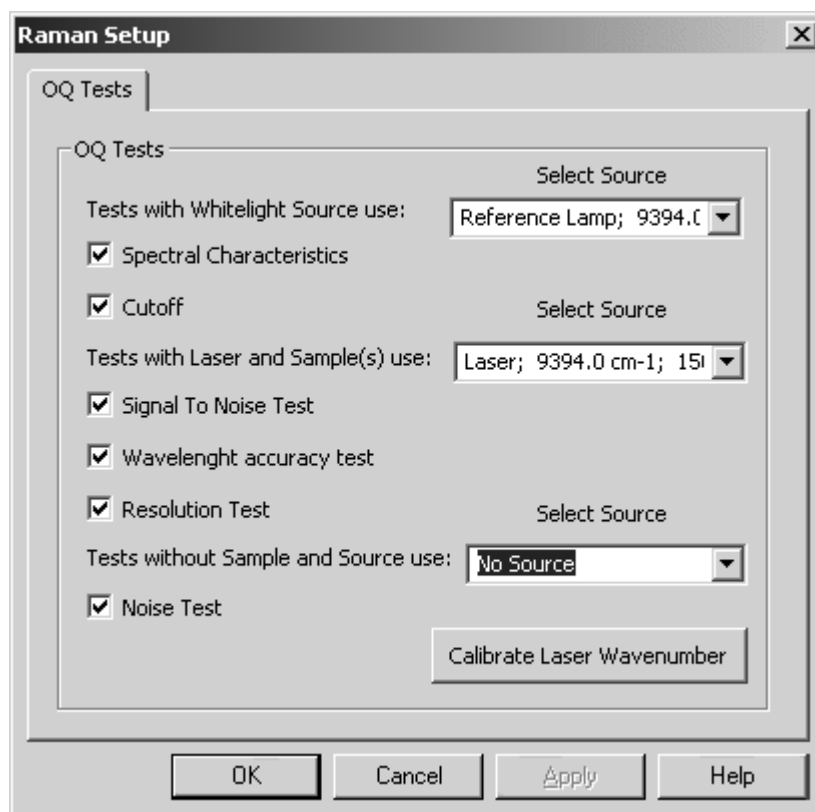 Raman Setup
OQ Tests
OQ Tests
Select Source
Tests with Whitelight Source use:
Reference Lamp; 9394.0
Spectral Characteristics
Cutoff
Select Source
Tests with Laser and Sample(s) use:
Laser; 9394.0 cm-1; 15
Signal To Noise Test
Wavelenght accuracy test
Resolution Test
Select Source
Tests without Sample and Source use:
No Source
Noise Test
Calibrate Laser Wavenumber
OK
Cancel
Apply
Help